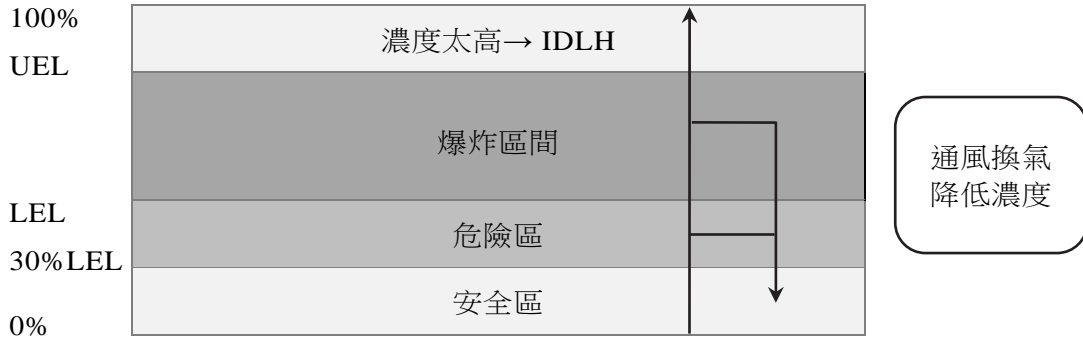 100%
濃度太高→ IDLH
UEL
爆炸區間
通風換氣
降低濃度
LEL
危險區
30%LEL
安全區
0%